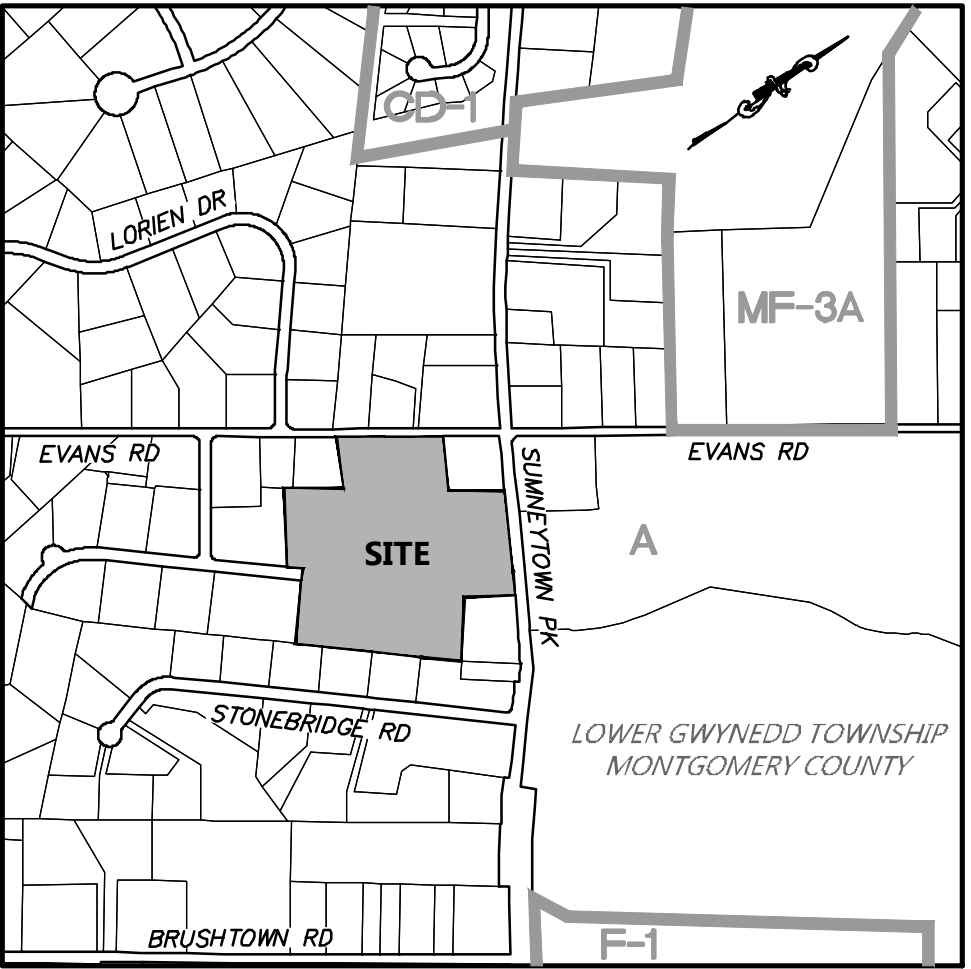 CD-1
LORIEN DR
MF-3A
EVANS RD
EVANS RD
SUMNEYTOWN PK
SITE
A
STONEBRIDGE RD
LOWER GWYNEDD TOWNSHIP
MONTGOMERY COUNTY
BRUSHTOWN RD
F-1